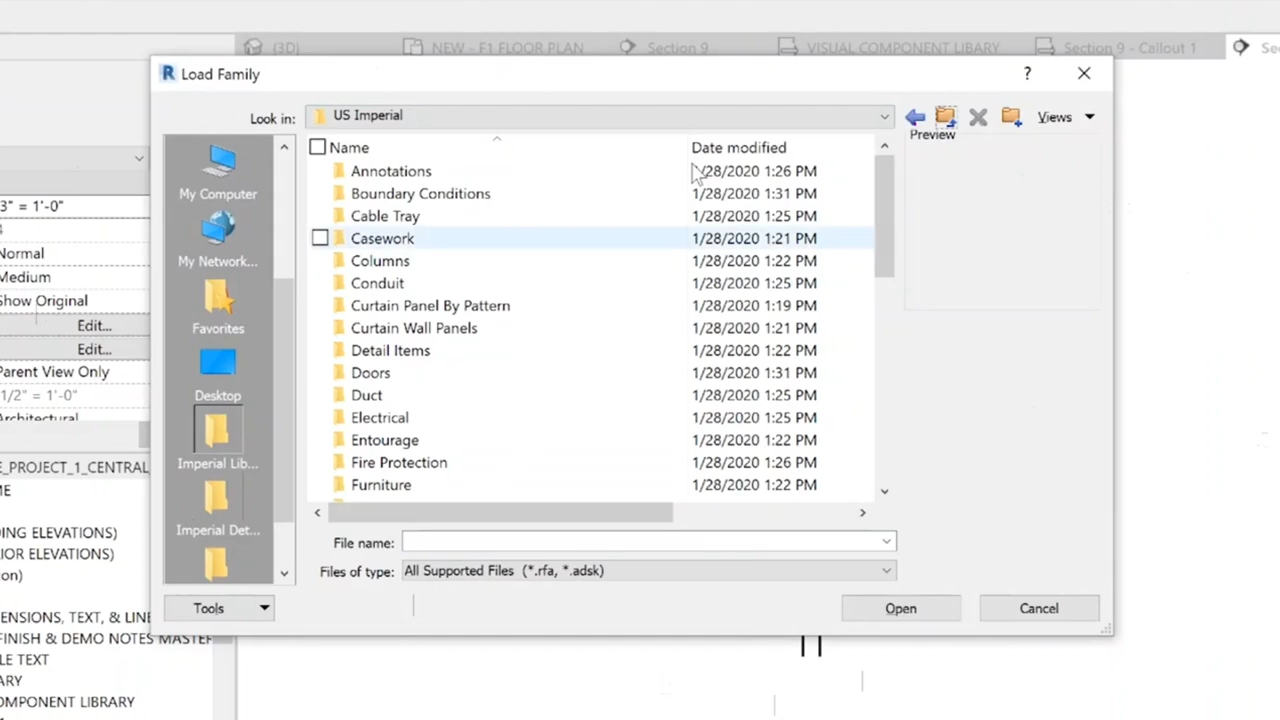 (3D)
NEW - F1 FLOOR PLAN
Section 9
VISUAL COMPONENT LIBRARY
Section 9 - Callout 1
Sec
R Load Family
?
Look in:
US Imperial
Views
Preview
Name
Date modified
Annotations
1/28/2020 1:26 PM
Boundary Conditions
1/28/2020 1:31 PM
Cable Tray
1/28/2020 1:25 PM
Casework
1/28/2020 1:21 PM
Columns
1/28/2020 1:22 PM
Conduit
1/28/2020 1:25 PM
Curtain Panel By Pattern
1/28/2020 1:19 PM
Curtain Wall Panels
1/28/2020 1:21 PM
Detail Items
1/28/2020 1:22 PM
Doors
1/28/2020 1:31 PM
Duct
1/28/2020 1:25 PM
Electrical
1/28/2020 1:25 PM
Entourage
1/28/2020 1:22 PM
Fire Protection
1/28/2020 1:26 PM
Furniture
1/28/2020 1:22 PM
My Computer
My Network...
Favorites
Desktop
Imperial Lib...
Imperial Det...
File name:
Files of type:
All Supported Files (*.rfa, *.adsk)
Tools
Open
Cancel
3" = 1'-0"
4
Normal
Medium
Show Original
Edit...
Edit...
Parent View Only
1/2" = 1'-0"
Architectural
E_PROJECT_1_CENTRAL
ME
DING ELEVATIONS)
IOR ELEVATIONS)
on)
ENSIONS, TEXT, & LINE
FINISH & DEMO NOTES MASTER
LE TEXT
ARY
OMPONENT LIBRARY